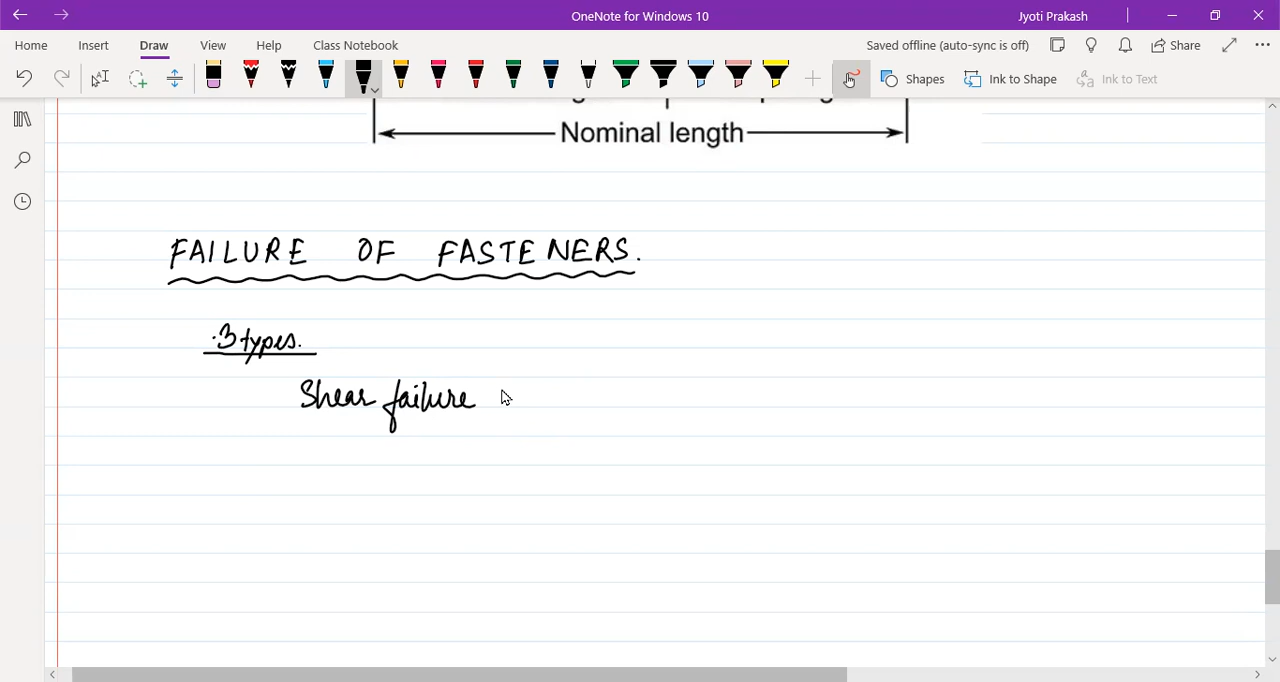 OneNote for Windows 10
Jyoti Prakash
Home Insert Draw View Help Class Notebook
Saved offline (auto-sync is off) Share
Shapes Ink to Shape Ink to Text
Nominal length
FAILURE OF FASTENERS.
·3 types.
Shear failure